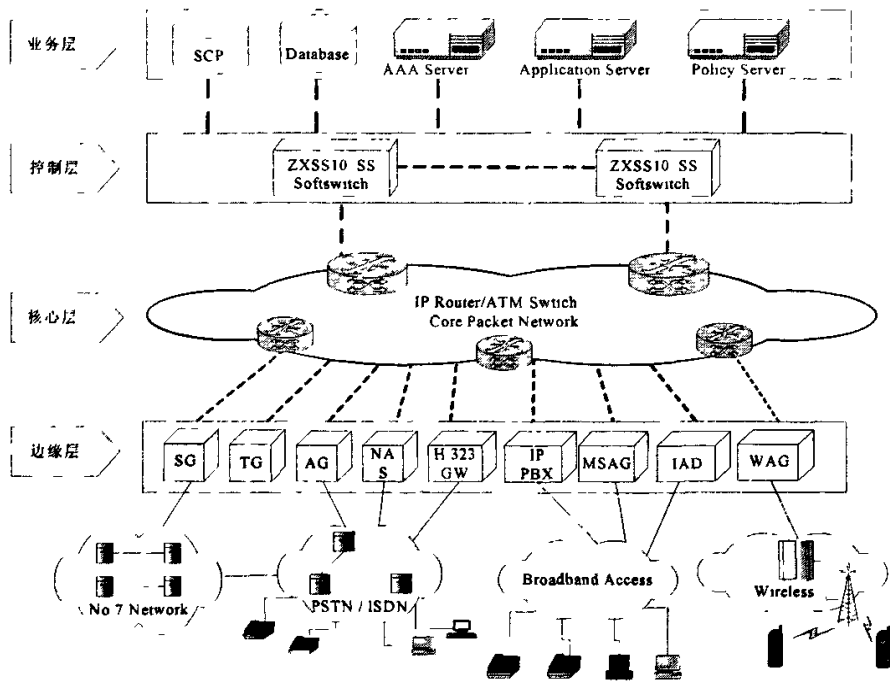 业务层
SCP
Database
AAA Server
Application Server
Policy Server
控制层
ZXSS10 SS
Softswitch
ZXSS10 SS
Softswitch
核心层
IP Router/ATM Switch
Core Packet Network
边缘层
SG
TG
AG
NA
S
H 323
GW
IP
PBX
MSAG
IAD
WAG
No 7 Network
PSTN / ISDN
Broadband Access
Wireless